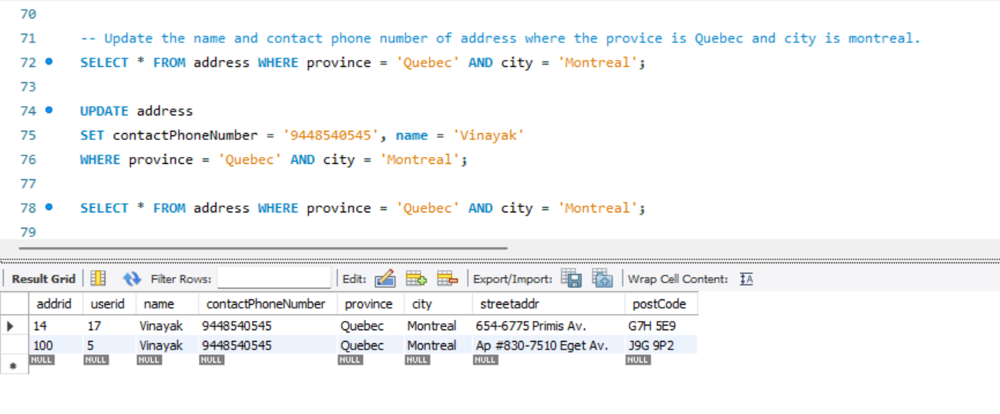 70
71 -- Update the name and contact phone number of address where the provice is Quebec and city is montreal.
72 SELECT * FROM address WHERE province = 'Quebec' AND city = 'Montreal';
73
74 UPDATE address
75 SET contactPhoneNumber = '9448540545', name = 'Vinayak'
76 WHERE province = 'Quebec' AND city = 'Montreal';
77
78 SELECT * FROM address WHERE province = 'Quebec' AND city = 'Montreal';
79
Result Grid Filter Rows: Edit: Export/Import: Wrap Cell Content: IA
addrid userid name contactPhoneNumber province city streetaddr postCode
14 17 Vinayak 9448540545 Quebec Montreal 654-6775 Primis Av. G7H 5E9
100 5 Vinayak 9448540545 Quebec Montreal Ap #830-7510 Eget Av. J9G 9P2
NULL NULL NULL NULL NULL NULL NULL NULL